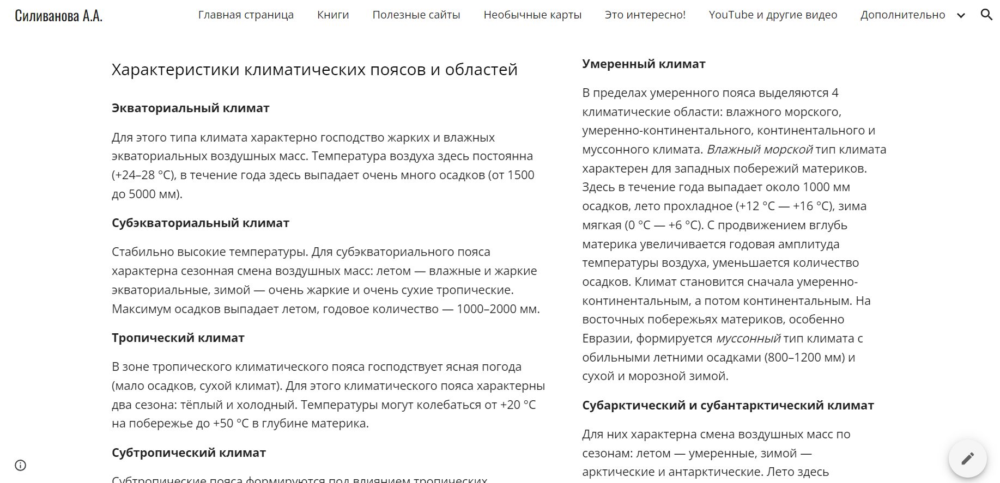 Силиванова А.А.
Главная страница
Книги
Полезные сайты
Необычные карты
Это интересно!
YouTube и другие видео
Дополнительно
Характеристики климатических поясов и областей
Экваториальный климат
Для этого типа климата характерно господство жарких и влажных
экваториальных воздушных масс. Температура воздуха здесь постоянна
(+24–28 °С), в течение года здесь выпадает очень много осадков (от 1500
до 5000 мм).
Субэкваториальный климат
Стабильно высокие температуры. Для субэкваториального пояса
характерна сезонная смена воздушных масс: летом — влажные и жаркие
экваториальные, зимой — очень жаркие и очень сухие тропические.
Максимум осадков выпадает летом, годовое количество — 1000–2000 мм.
Тропический климат
В зоне тропического климатического пояса господствует ясная погода
(мало осадков, сухой климат). Для этого климатического пояса характерны
два сезона: тёплый и холодный. Температуры могут колебаться от +20 °С
на побережье до +50 °С в глубине материка.
Субтропический климат
Субтропические пояса формируются под влиянием тропических
Умеренный климат
В пределах умеренного пояса выделяются 4
климатические области: влажного морского,
умеренно-континентального, континентального и
муссонного климата. Влажный морской тип климата
характерен для западных побережий материков.
Здесь в течение года выпадает около 1000 мм
осадков, лето прохладное (+12 °С — +16 °С), зима
мягкая (0 °С — +6 °С). С продвижением вглубь
материка увеличивается годовая амплитуда
температуры воздуха, уменьшается количество
осадков. Климат становится сначала умеренно-
континентальным, а потом континентальным. На
восточных побережьях материков, особенно
Евразии, формируется муссонный тип климата с
обильными летними осадками (800–1200 мм) и
сухой и морозной зимой.
Субарктический и субантарктический климат
Для них характерна смена воздушных масс по
сезонам: летом — умеренные, зимой —
арктические и антарктические. Лето здесь